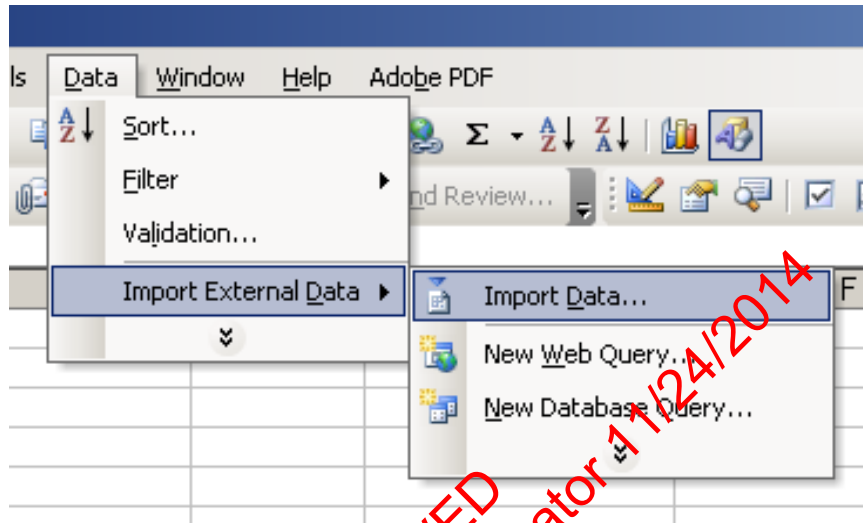 ls Data Window Help Adobe PDF
Sort...
Filter
nd Review...
Validation...
Import External Data
Import Data...
F
New Web Query...
New Database Query...
11/24/2014